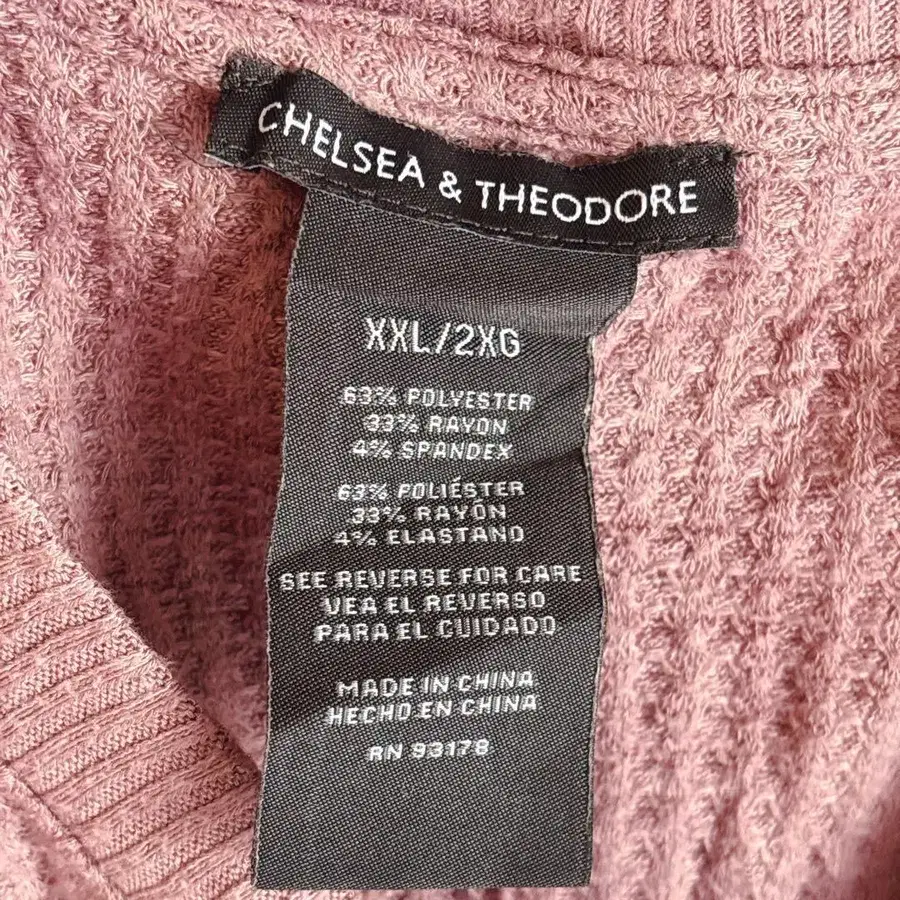 CHELSEA & THEODORE
XXL/2XG
63% POLYESTER
33% RAYON
4% SPANDEX
63% POLIÉSTER
33% RAYÓN
4% ELASTANO
SEE REVERSE FOR CARE
VEA EL REVERSO
PARA EL CUIDADO
MADE IN CHINA
HECHO EN CHINA
RN 93178